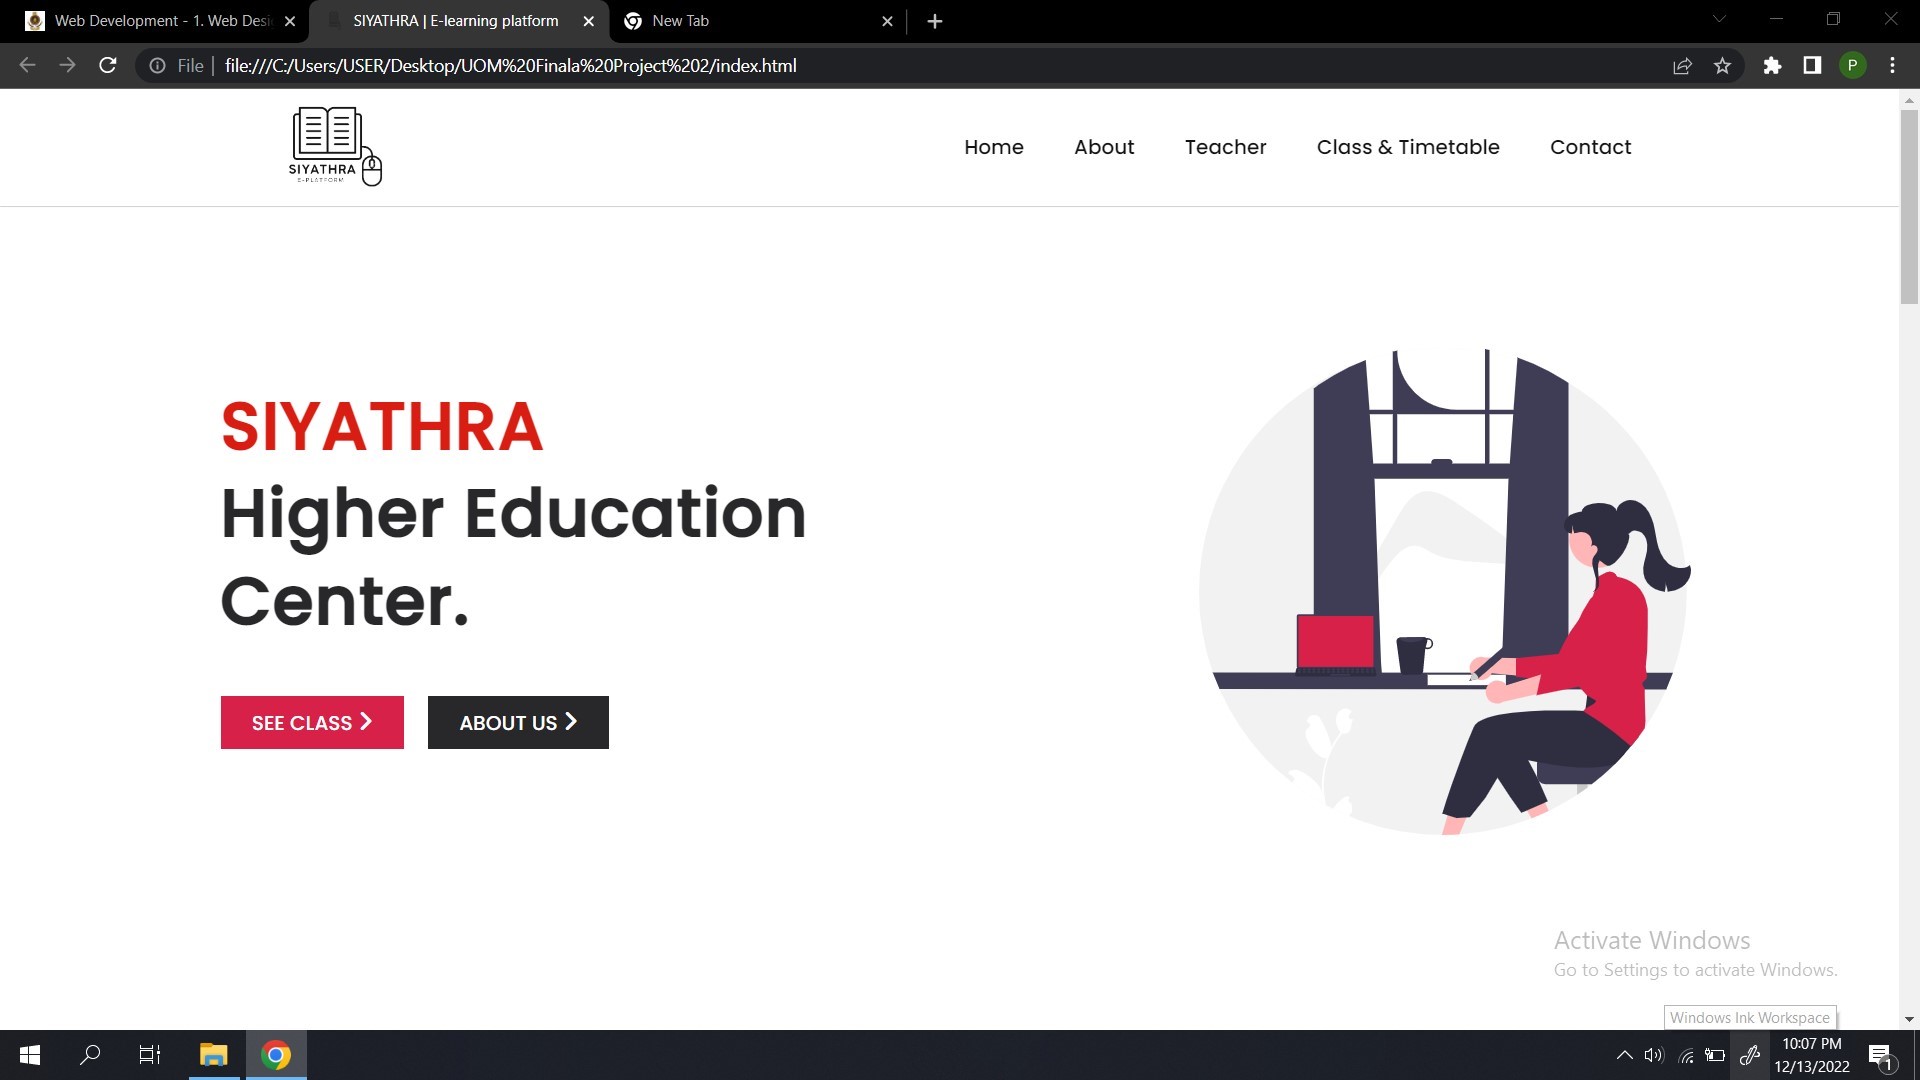 Web Development - 1. Web Desi
SIYATHRA | E-learning platform
New Tab
File
file:///C:/Users/USER/Desktop/UOM%20Finala%20Project%202/index.html
P
SIYATHRA
E-PLATFORM
Home
About
Teacher
Class & Timetable
Contact
SIYATHRA
Higher Education
Center.
SEE CLASS
ABOUT US
Activate Windows
Go to Settings to activate Windows.
Windows Ink Workspace
10:07 PM
12/13/2022
1